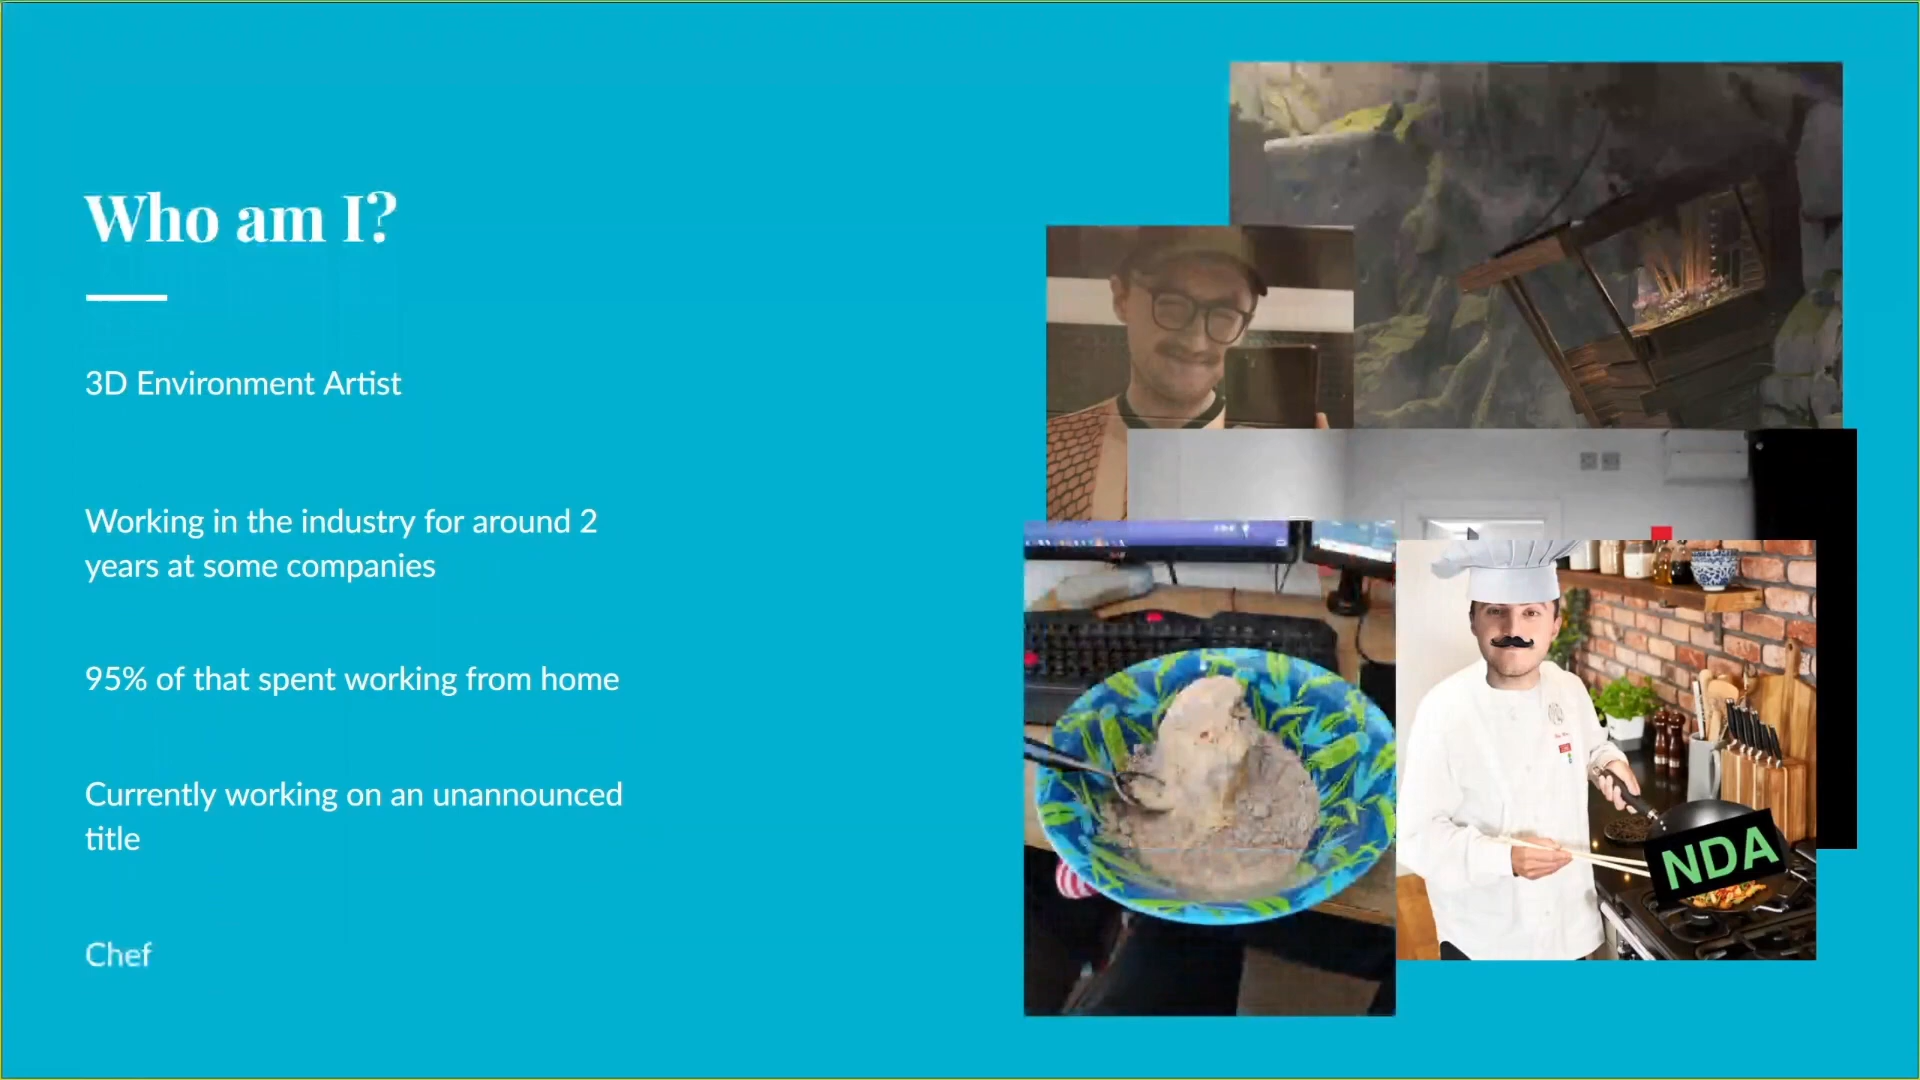 Who am I?
3D Environment Artist
Working in the industry for around 2
years at some companies
95% of that spent working from home
Currently working on an unannounced
title
Chef
NDA